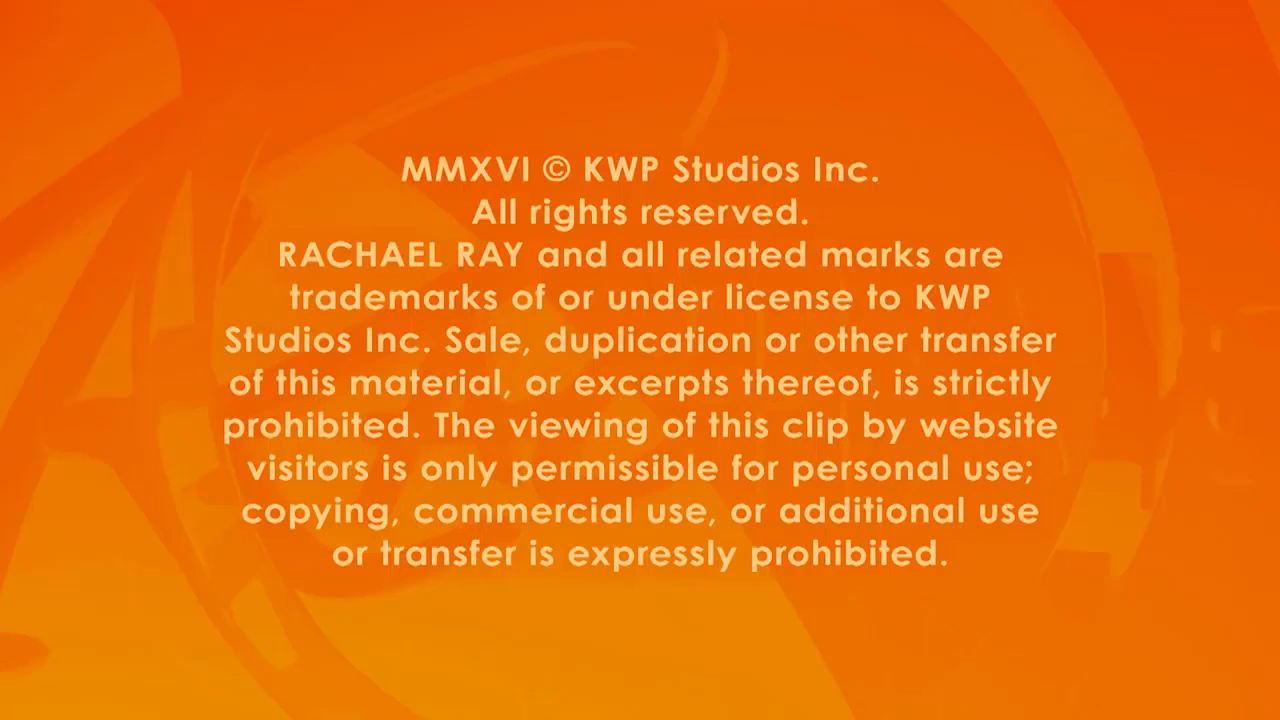 MMXVI © KWP Studios Inc.
All rights reserved.
RACHAEL RAY and all related marks are
trademarks of or under license to KWP
Studios Inc. Sale, duplication or other transfer
of this material, or excerpts thereof, is strictly
prohibited. The viewing of this clip by website
visitors is only permissible for personal use;
copying, commercial use, or additional use
or transfer is expressly prohibited.